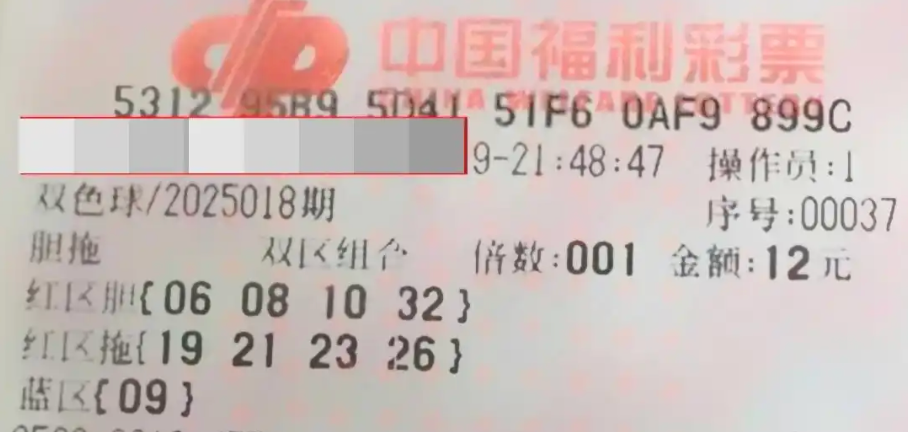 中国福利彩票
CHINA WELFARE LOTTERY
5312 95B9 5D41 51F6 0AF9 899C
9-21:48:47 操作员:1
双色球/2025018期 序号:00037
胆拖 双区组合 倍数:001 金额:12元
红区胆{06 08 10 32}
红区拖{19 21 23 26}
蓝区{09}